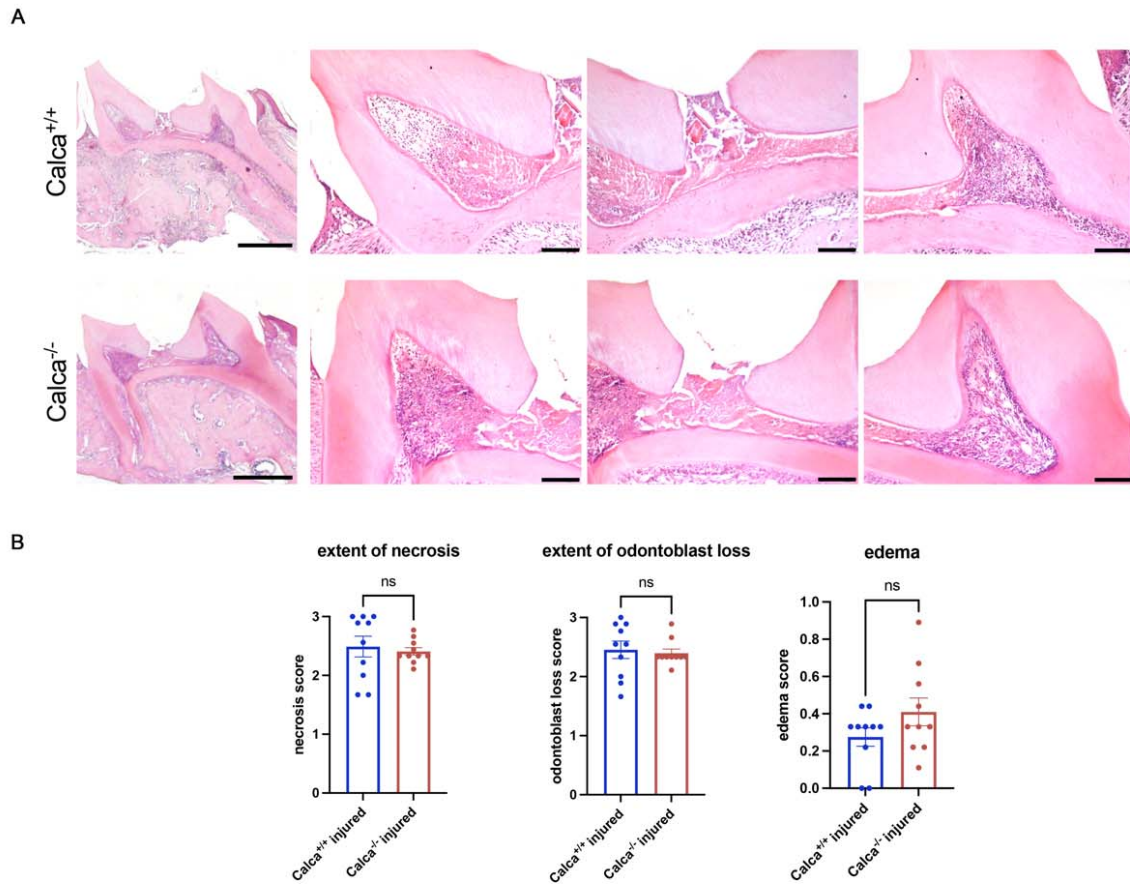 A
Calca+/+
Calca-/-
B
extent of necrosis
extent of odontoblast loss
edema
ns
ns
ns
necrosis score
3
2
1
0
odontoblast loss score
3
2
1
0
edema score
1.0
0.8
0.6
0.4
0.2
0.0
Calca+/+ injured
Calca-/- injured
Calca+/+ injured
Calca-/- injured
Calca+/+ injured
Calca-/- injured